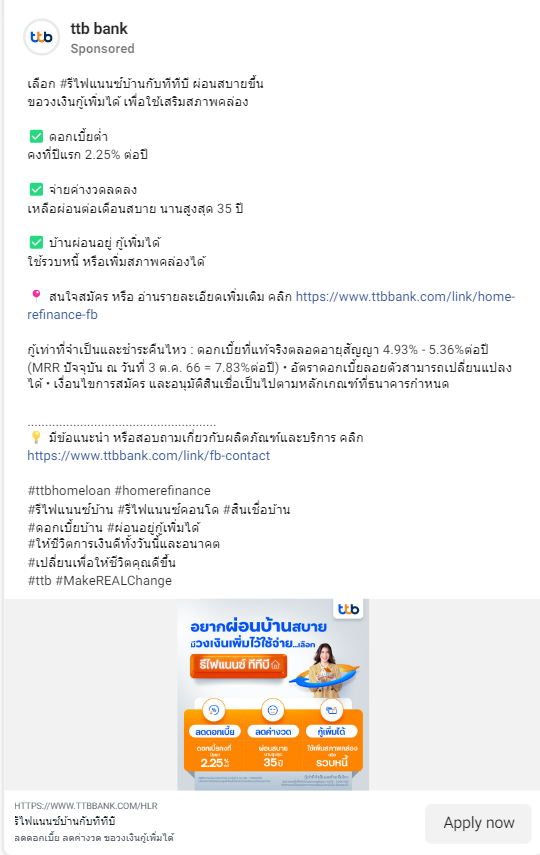 ttb
ttb bank
Sponsored
เลือก #รีไฟแนนซ์บ้านกับทีทีบี ผ่อนสบายขึ้น
ขอวงเงินกู้เพิ่มได้ เพื่อใช้เสริมสภาพคล่อง
✅ ดอกเบี้ยต่ำ
คงที่ปีแรก 2.25% ต่อปี
✅ จ่ายค่างวดลดลง
เหลือผ่อนต่อเดือนสบาย นานสูงสุด 35 ปี
✅ บ้านผ่อนอยู่ กู้เพิ่มได้
ใช้รวบหนี้ หรือเพิ่มสภาพคล่องได้
📍 สนใจสมัคร หรือ อ่านรายละเอียดเพิ่มเติม คลิก https://www.ttbbank.com/link/home-
refinance-fb
กู้เท่าที่จำเป็นและชำระคืนไหว : ดอกเบี้ยที่แท้จริงตลอดอายุสัญญา 4.93% - 5.36%ต่อปี
(MRR ปัจจุบัน ณ วันที่ 3 ต.ค. 66 = 7.83%ต่อปี) • อัตราดอกเบี้ยลอยตัวสามารถเปลี่ยนแปลง
ได้ • เงื่อนไขการสมัคร และอนุมัติสินเชื่อเป็นไปตามหลักเกณฑ์ที่ธนาคารกำหนด
......................................................
💡 มีข้อแนะนำ หรือสอบถามเกี่ยวกับผลิตภัณฑ์และบริการ คลิก
https://www.ttbbank.com/link/fb-contact
#ttbhomeloan #homerefinance
#รีไฟแนนซ์บ้าน #รีไฟแนนซ์คอนโด #สินเชื่อบ้าน
#ดอกเบี้ยบ้าน #ผ่อนอยู่กู้เพิ่มได้
#ให้ชีวิตการเงินดีทั้งวันนี้และอนาคต
#เปลี่ยนเพื่อให้ชีวิตคุณดีขึ้น
#ttb #MakeREALChange
ttb
อยากผ่อนบ้านสบาย
มีวงเงินเพิ่มไว้ใช้จ่าย...เลือก
รีไฟแนนซ์ ทีทีบี
ลดดอกเบี้ย ลดค่างวด กู้เพิ่มได้
ดอกเบี้ยคงที่ ผ่อนสบาย ใช้เพิ่มสภาพคล่อง
ปีแรก นานสูงสุด หรือ
2.25% 35 ปี รวบหนี้
HTTPS://WWW.TTBBANK.COM/HLR
รีไฟแนนซ์บ้านกับทีทีบี
ลดดอกเบี้ย ลดค่างวด ขอวงเงินกู้เพิ่มได้
Apply now